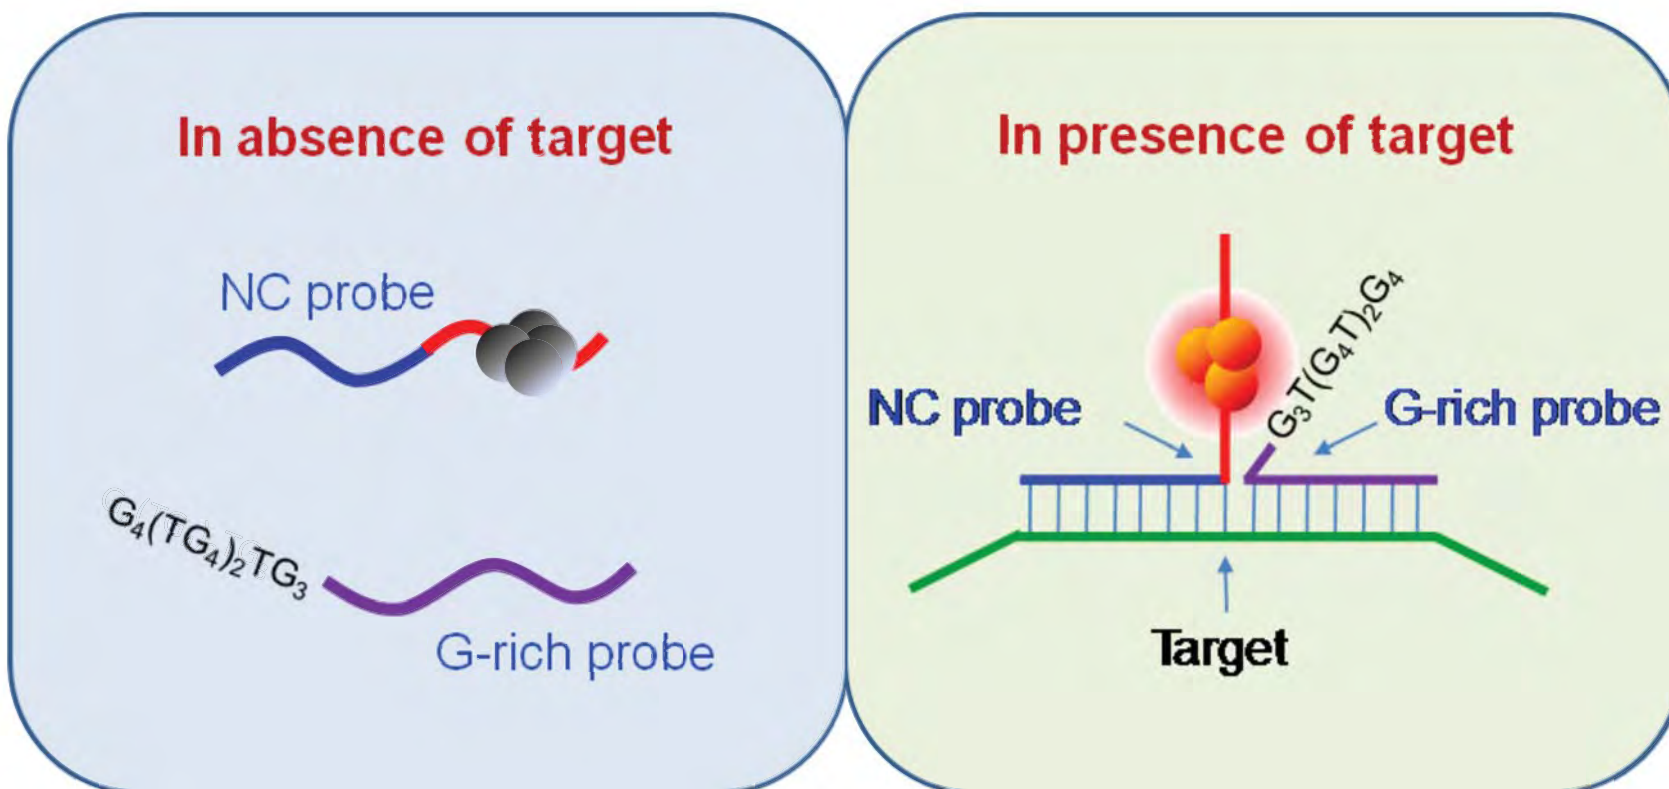 In absence of target
NC probe
G₄(TG₄)₂TG₃
G-rich probe
In presence of target
G₃T(G₄T)₂G₄
NC probe
G-rich probe
Target